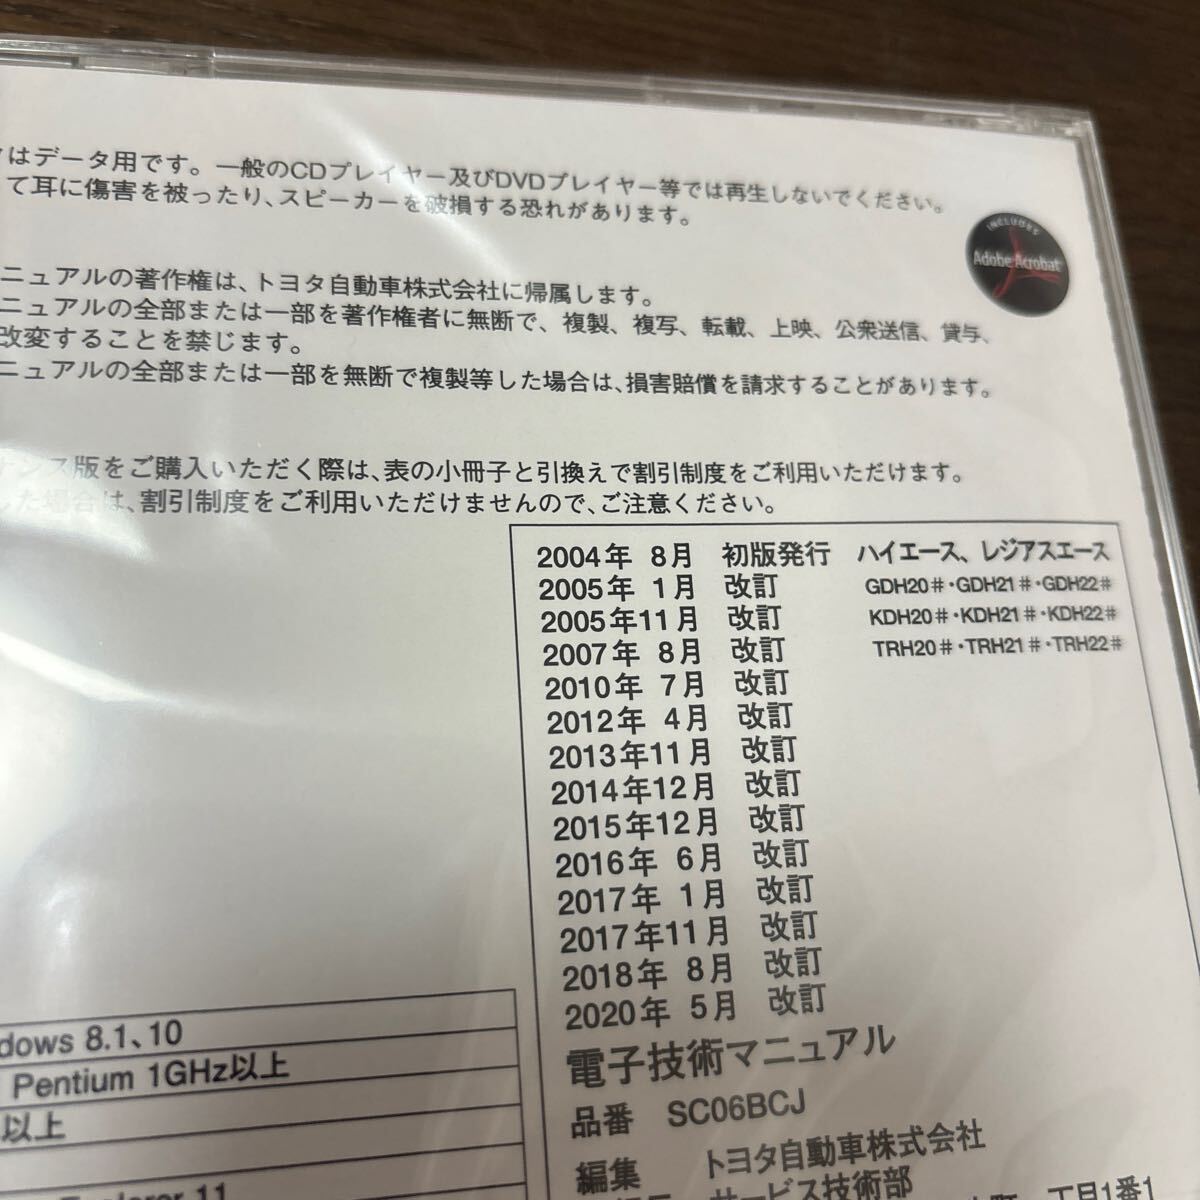 はデータ用です。一般のCDプレイヤー及びDVDプレイヤー等では再生しないでください。
て耳に傷害を被ったり、スピーカーを破損する恐れがあります。
INCLUDES
Adobe Acrobat
ニュアルの著作権は、トヨタ自動車株式会社に帰属します。
ニュアルの全部または一部を著作権者に無断で、複製、複写、転載、上映、公衆送信、貸与、
改変することを禁じます。
ニュアルの全部または一部を無断で複製等した場合は、損害賠償を請求することがあります。
ンス版をご購入いただく際は、表の小冊子と引換えで割引制度をご利用いただけます。
した場合は、割引制度をご利用いただけませんので、ご注意ください。
2004年 8月 初版発行 ハイエース、レジアスエース
2005年 1月 改訂 GDH20#・GDH21#・GDH22#
2005年11月 改訂 KDH20#・KDH21#・KDH22#
2007年 8月 改訂 TRH20#・TRH21#・TRH22#
2010年 7月 改訂
2012年 4月 改訂
2013年11月 改訂
2014年12月 改訂
2015年12月 改訂
2016年 6月 改訂
2017年 1月 改訂
2017年11月 改訂
2018年 8月 改訂
2020年 5月 改訂
電子技術マニュアル
品番 SC06BCJ
編集 トヨタ自動車株式会社
サービス技術部
丁目1番1
dows 8.1、10
Pentium 1GHz以上
以上
Explorer 11